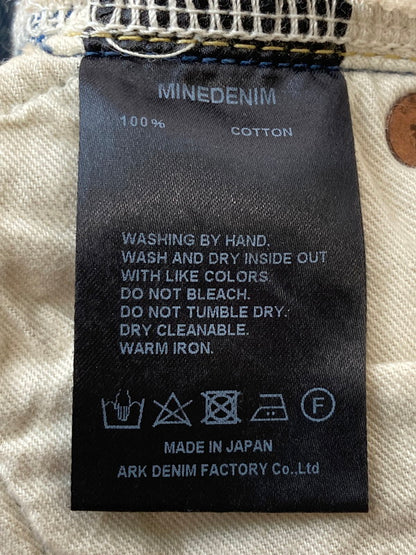 MINEDENIM
100% COTTON
WASHING BY HAND.
WASH AND DRY INSIDE OUT
WITH LIKE COLORS.
DO NOT BLEACH.
DO NOT TUMBLE DRY.
DRY CLEANABLE.
WARM IRON.
F
MADE IN JAPAN
ARK DENIM FACTORY Co.,Ltd